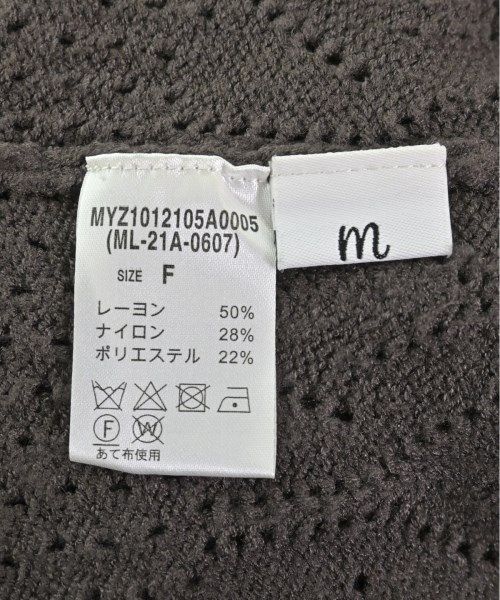 MYZ1012105A0005
(ML-21A-0607)
SIZE F
レーヨン 50%
ナイロン 28%
ポリエステル 22%
F W
あて布使用
m